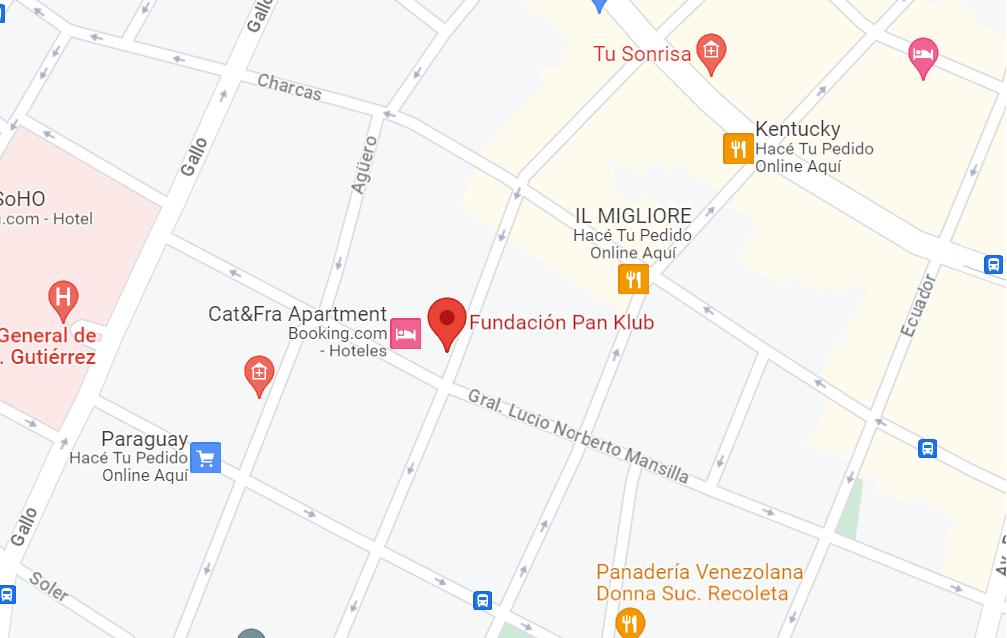 Gallo
Tu Sonrisa
Charcas
Kentucky
Hacé Tu Pedido
Online Aquí
Gallo
Agüero
SoHO
.com - Hotel
IL MIGLIORE
Hacé Tu Pedido
Online Aquí
H
General de
. Gutiérrez
Cat&Fra Apartment
Booking.com
- Hoteles
Fundación Pan Klub
Ecuador
Gral. Lucio Norberto Mansilla
Paraguay
Hacé Tu Pedido
Online Aquí
Gallo
Soler
Panadería Venezolana
Donna Suc. Recoleta
Av.